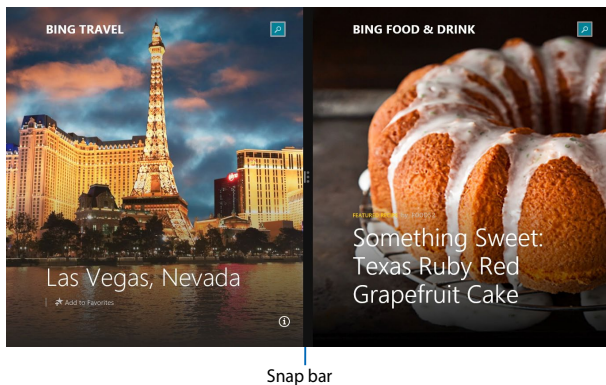 BING TRAVEL
BING FOOD & DRINK
Las Vegas, Nevada
Add to Favorites
Something Sweet:
Texas Ruby Red
Grapefruit Cake
Snap bar